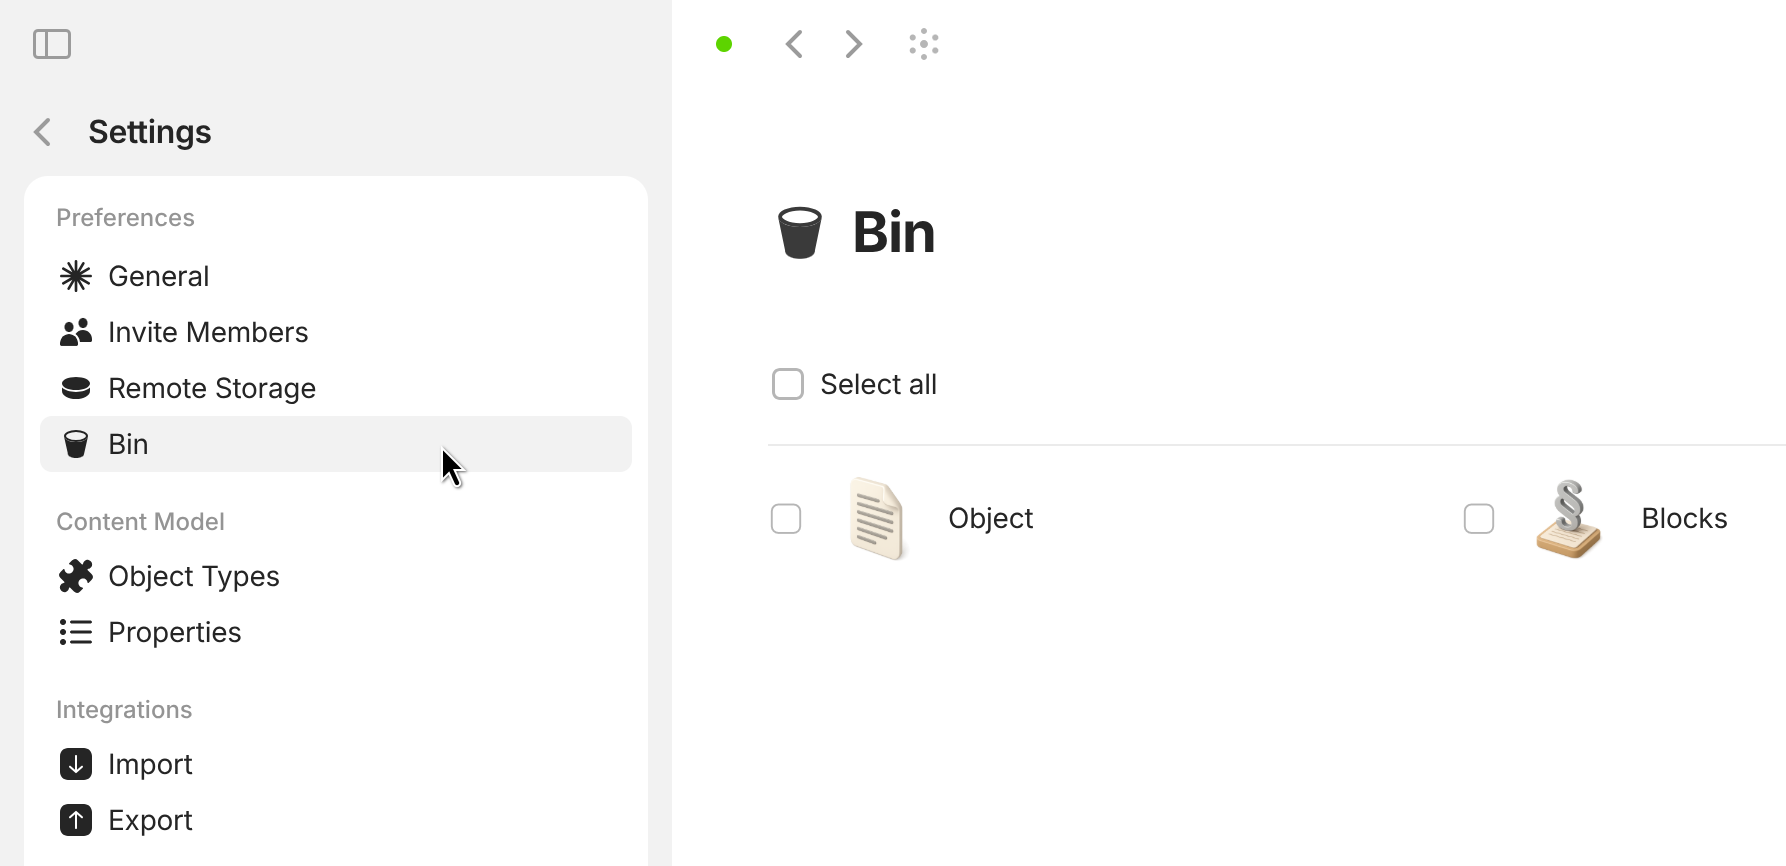 Settings
Preferences
General
Invite Members
Remote Storage
Bin
Content Model
Object Types
Properties
Integrations
Import
Export
Bin
Select all
Object
Blocks